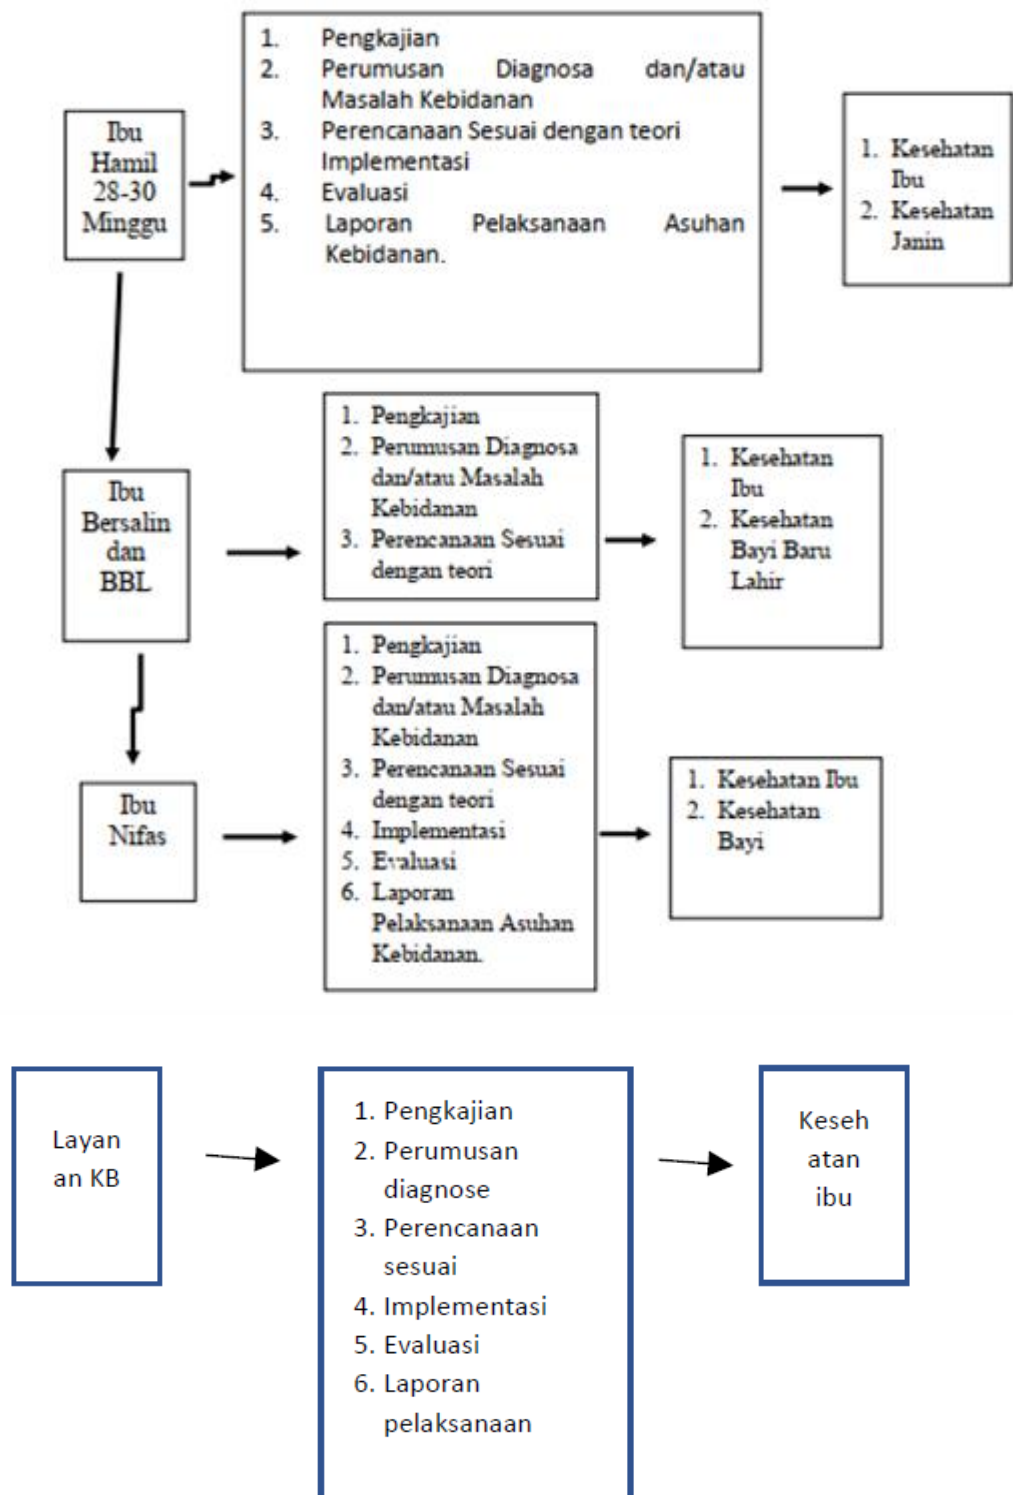 Ibu
Hamil
28-30
Minggu
1. Pengkajian
2. Perumusan Diagnosa dan/atau
Masalah Kebidanan
3. Perencanaan Sesuai dengan teori
Implementasi
4. Evaluasi
5. Laporan Pelaksanaan Asuhan
Kebidanan.
1. Kesehatan
Ibu
2. Kesehatan
Janin
Ibu
Bersalin
dan
BBL
1. Pengkajian
2. Perumusan Diagnosa
dan/atau Masalah
Kebidanan
3. Perencanaan Sesuai
dengan teori
1. Kesehatan
Ibu
2. Kesehatan
Bayi Baru
Lahir
Ibu
Nifas
1. Pengkajian
2. Perumusan Diagnosa
dan/atau Masalah
Kebidanan
3. Perencanaan Sesuai
dengan teori
4. Implementasi
5. Evaluasi
6. Laporan
Pelaksanaan Asuhan
Kebidanan.
1. Kesehatan Ibu
2. Kesehatan
Bayi
Layan
an KB
1. Pengkajian
2. Perumusan
diagnose
3. Perencanaan
sesuai
4. Implementasi
5. Evaluasi
6. Laporan
pelaksanaan
Keseh
atan
ibu